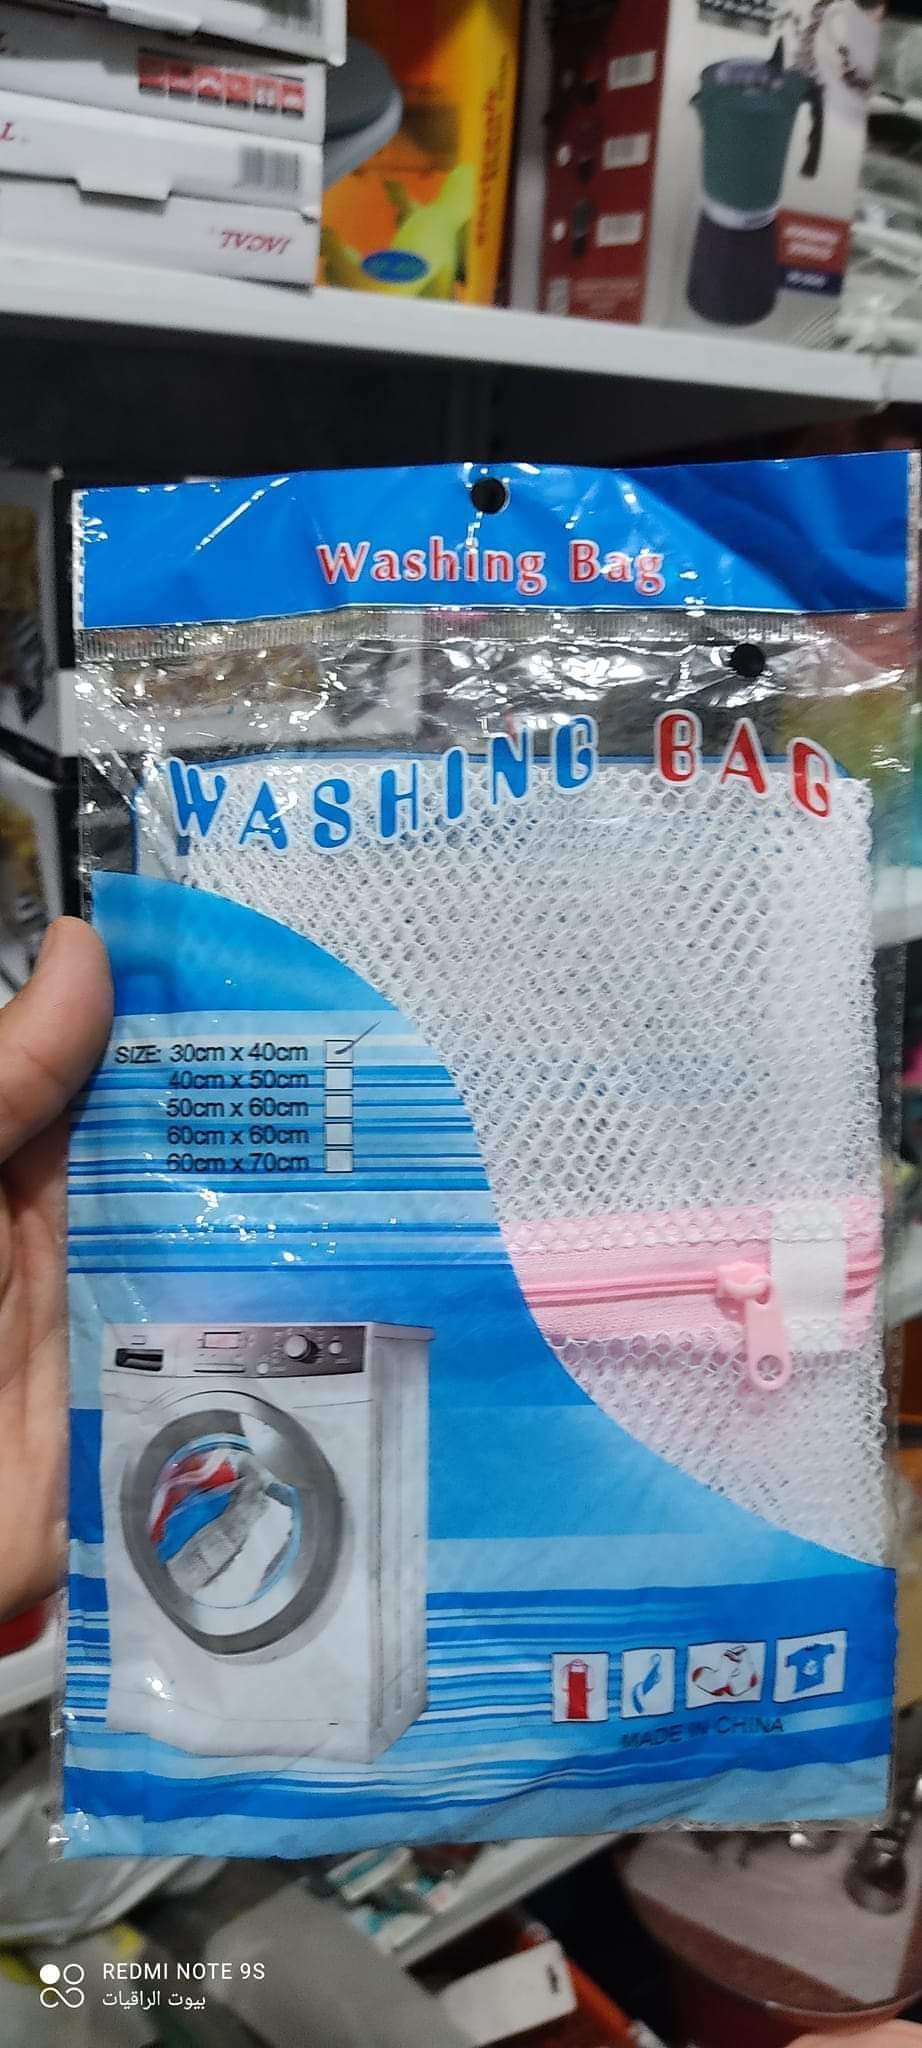 JACAL
Washing Bag
WASHING BAG
SIZE: 30cm x 40cm
40cm x 50cm
50cm x 60cm
60cm x 60cm
60cm x 70cm
MADE IN CHINA
REDMI NOTE 9S
بيوت الراقيات